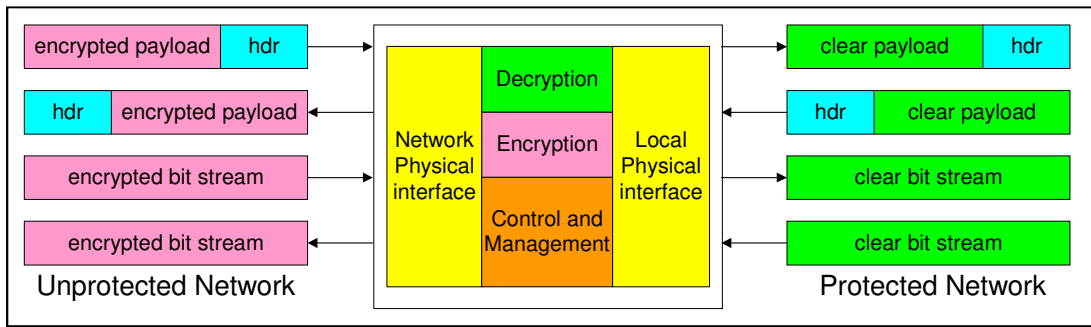 encrypted payload hdr
hdr encrypted payload
encrypted bit stream
encrypted bit stream
Unprotected Network
Network
Physical
interface
Decryption
Encryption
Control and
Management
Local
Physical
interface
clear payload hdr
hdr clear payload
clear bit stream
clear bit stream
Protected Network